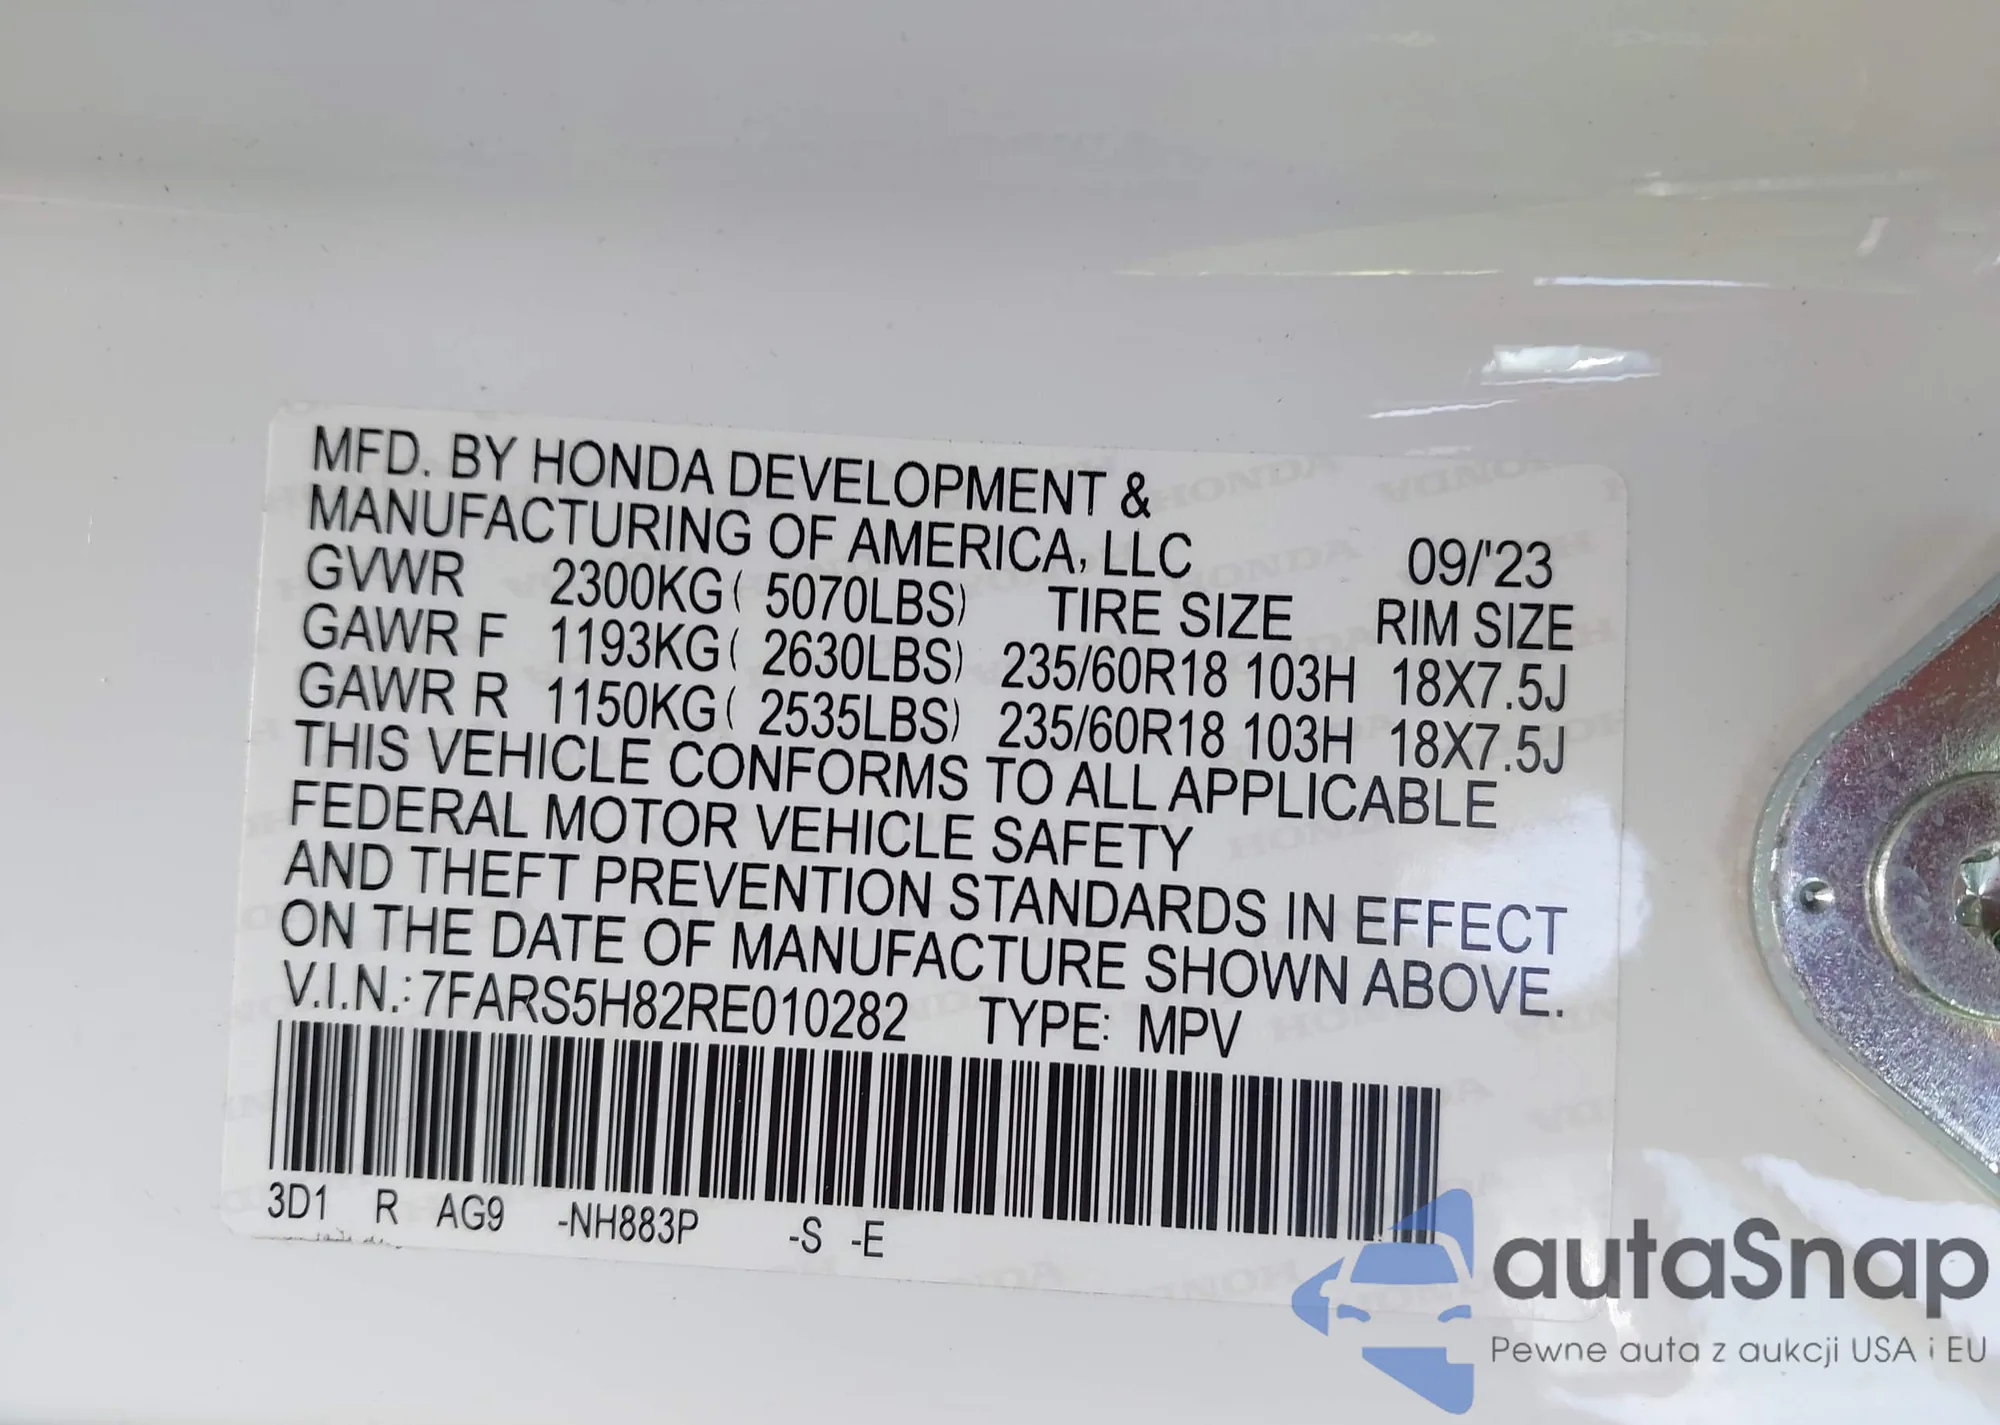 MFD. BY HONDA DEVELOPMENT &
MANUFACTURING OF AMERICA, LLC 09/'23
GVWR 2300KG( 5070LBS) TIRE SIZE RIM SIZE
GAWR F 1193KG( 2630LBS) 235/60R18 103H 18X7.5J
GAWR R 1150KG( 2535LBS) 235/60R18 103H 18X7.5J
THIS VEHICLE CONFORMS TO ALL APPLICABLE
FEDERAL MOTOR VEHICLE SAFETY
AND THEFT PREVENTION STANDARDS IN EFFECT
ON THE DATE OF MANUFACTURE SHOWN ABOVE.
V.I.N.:7FARS5H82RE010282 TYPE: MPV
3D1 R AG9 -NH883P -S -E
autaSnap
Pewne auta z aukcji USA i EU